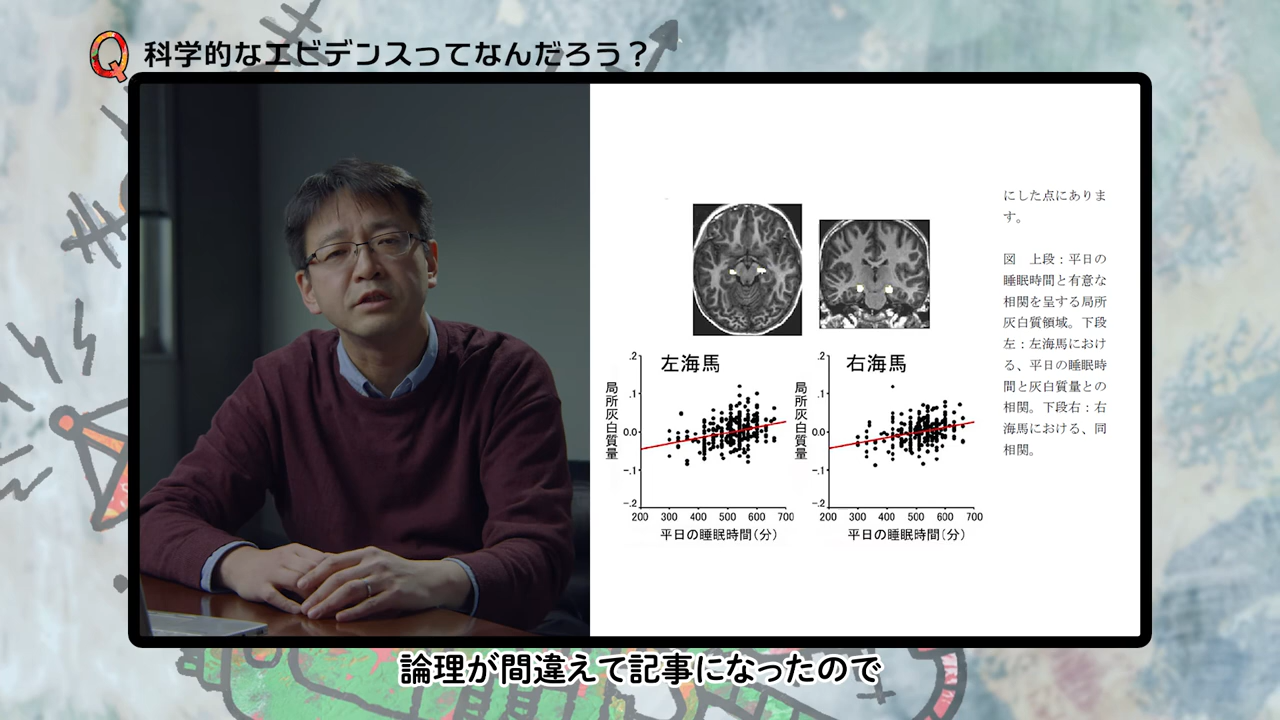 Q 科学的なエビデンスってなんだろう？
にした点にありま
す。
図　上段：平日の
睡眠時間と有意な
相関を呈する局所
灰白質領域。下段
左：左海馬におけ
る、平日の睡眠時
間と灰白質量との
相関。下段右：右
海馬における、同
相関。
左海馬
局所灰白質量
.2
.1
0.0
-.1
-.2
200 300 400 500 600 700
平日の睡眠時間(分)
右海馬
局所灰白質量
.2
.1
0.0
-.1
-.2
200 300 400 500 600 700
平日の睡眠時間(分)
論理が間違えて記事になったので